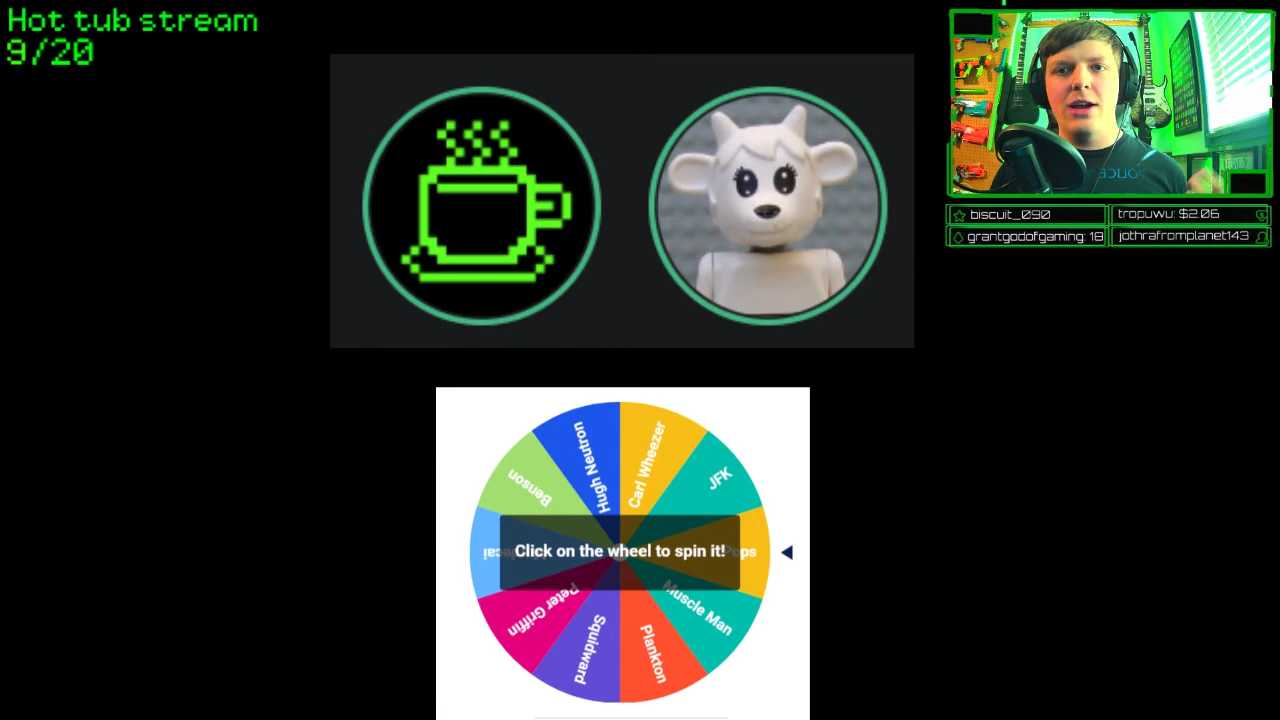 Hot tub stream
9/20
biscuit_090
tropuwu: $2.06
grantgodofgaming: 18
jothrafromplanet143
Hugh Neutron
Carl Wheezer
Benson
JFK
Click on the wheel to spin it!
Pops
Peter Griffin
Muscle Man
Squidward
Plankton